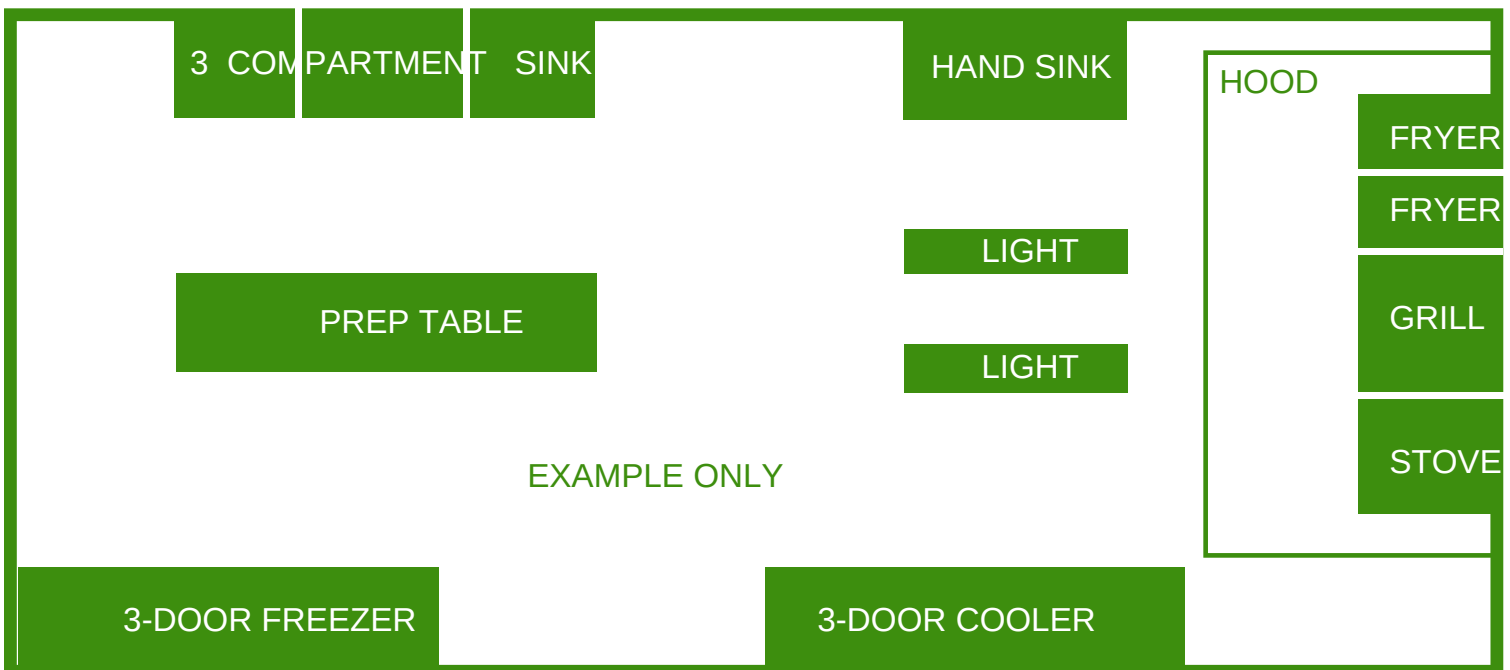 3 COMPARTMENT SINK
HAND SINK
HOOD
FRYER
FRYER
LIGHT
GRILL
PREP TABLE
LIGHT
STOVE
EXAMPLE ONLY
3-DOOR FREEZER
3-DOOR COOLER